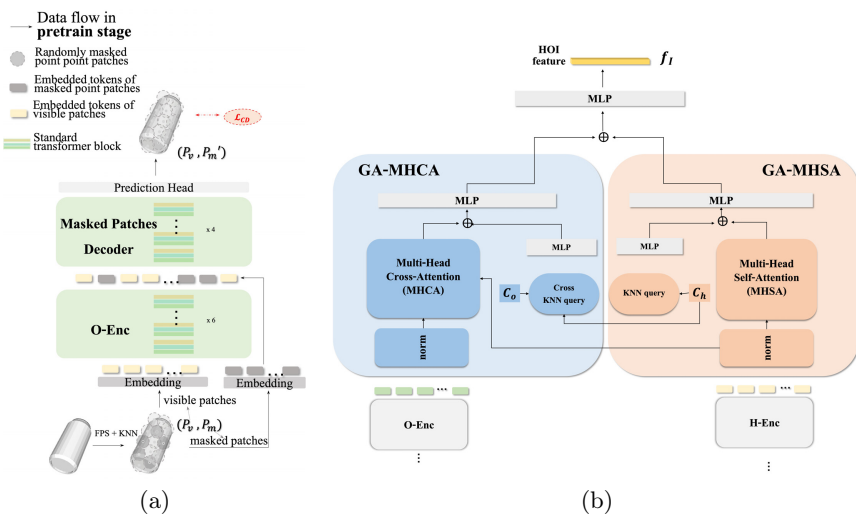 Data flow in
pretrain stage
Randomly masked
point point patches
Embedded tokens of
masked point patches
Embedded tokens of
visible patches
Standard
transformer block
𝓛_CD
(P_v , P_m')
Prediction Head
Masked Patches
Decoder
x 4
O-Enc
x 6
Embedding
Embedding
visible patches
(P_v , P_m)
FPS + KNN
masked patches
(a)
HOI
feature
f_I
MLP
GA-MHCA
GA-MHSA
MLP
MLP
MLP
MLP
Multi-Head
Cross-Attention
(MHCA)
Multi-Head
Self-Attention
(MHSA)
C_o
Cross
KNN query
KNN query
C_h
norm
norm
O-Enc
H-Enc
(b)